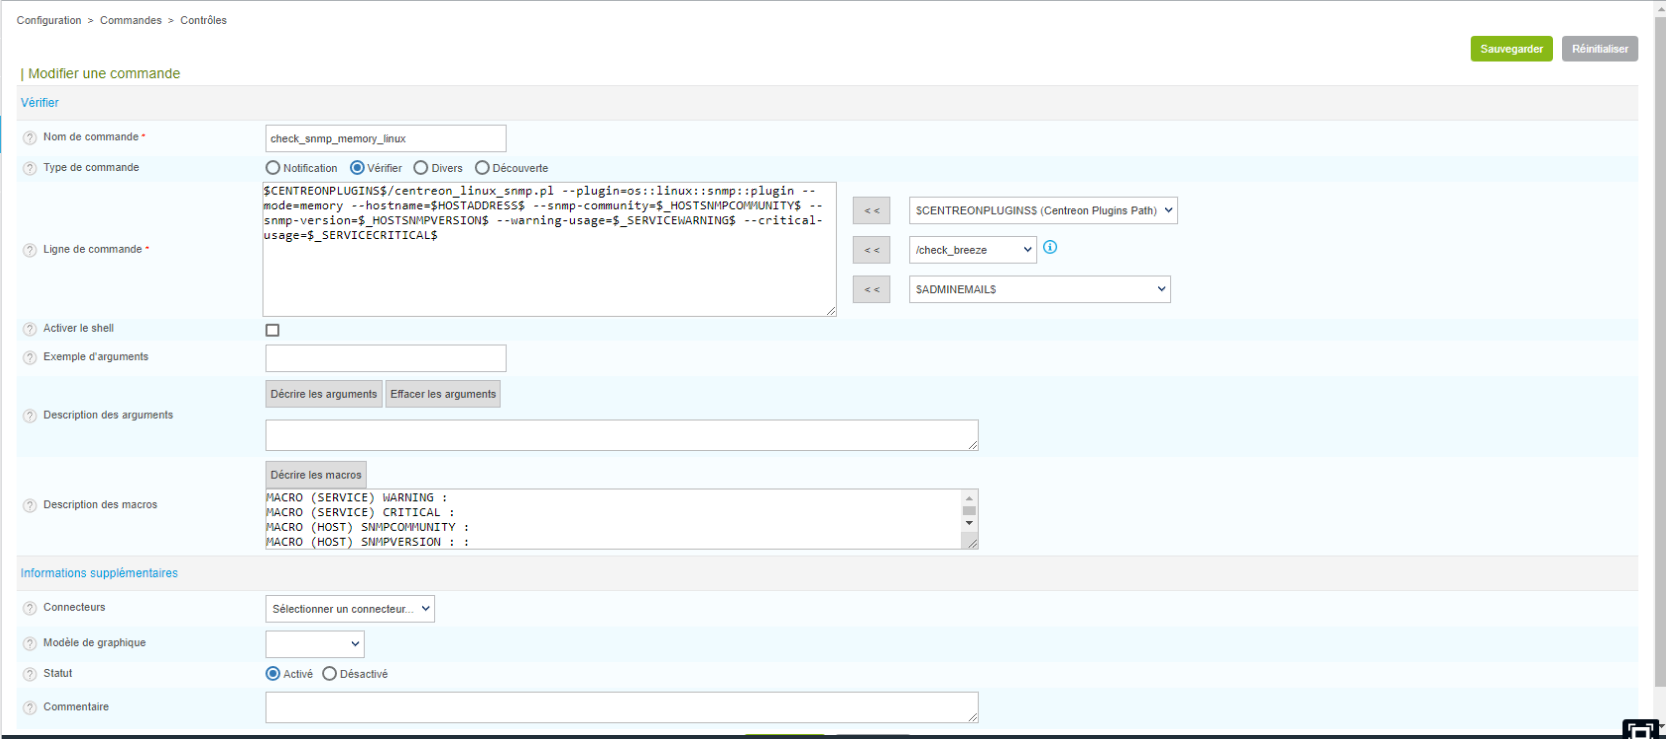 Configuration > Commandes > Contrôles
Sauvegarder Réinitialiser
| Modifier une commande
Vérifier
Nom de commande * check_snmp_memory_linux
Type de commande Notification Vérifier Divers Découverte
Ligne de commande *
$CENTREONPLUGINS$/centreon_linux_snmp.pl --plugin=os::linux::snmp::plugin --
mode=memory --hostname=$HOSTADDRESS$ --snmp-community=$_HOSTSNMPCOMMUNITY$ --
snmp-version=$_HOSTSNMPVERSION$ --warning-usage=$_SERVICEWARNING$ --critical-
usage=$_SERVICECRITICAL$
<< $CENTREONPLUGINS$ (Centreon Plugins Path)
<< /check_breeze
<< $ADMINEMAIL$
Activer le shell
Exemple d'arguments
Description des arguments
Décrire les arguments Effacer les arguments
Description des macros
Décrire les macros
MACRO (SERVICE) WARNING :
MACRO (SERVICE) CRITICAL :
MACRO (HOST) SNMPCOMMUNITY :
MACRO (HOST) SNMPVERSION : :
Informations supplémentaires
Connecteurs Sélectionner un connecteur...
Modèle de graphique
Statut Activé Désactivé
Commentaire